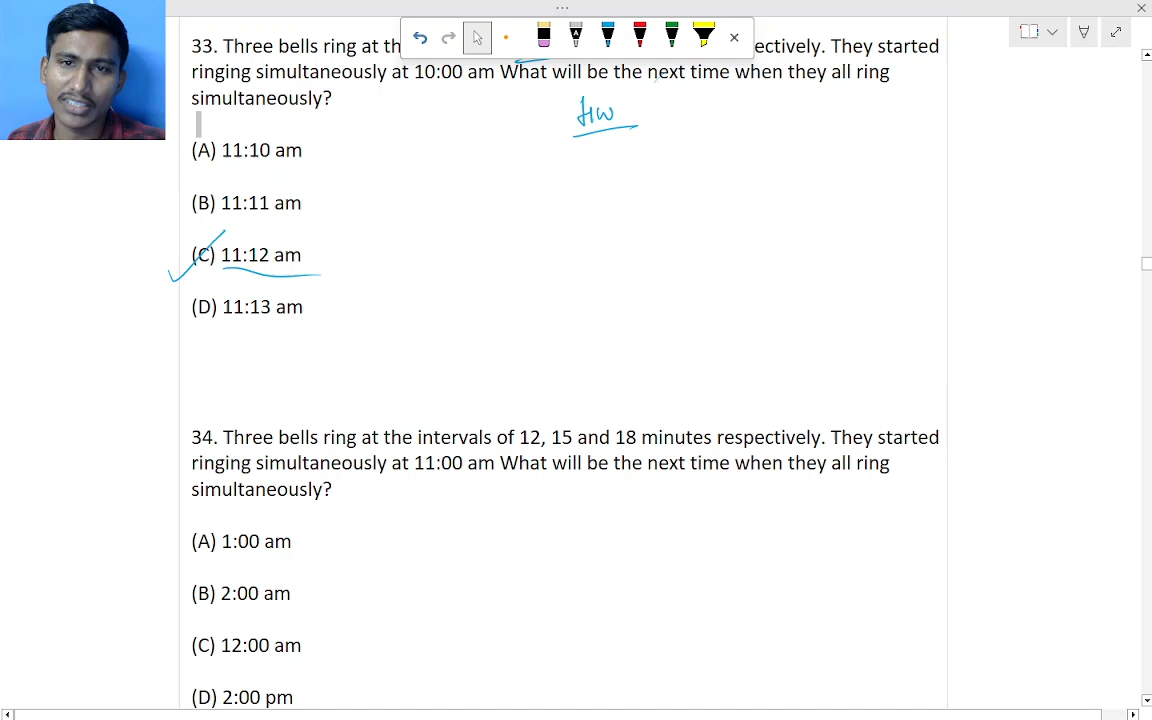 33. Three bells ring at th ectively. They started
ringing simultaneously at 10:00 am What will be the next time when they all ring
simultaneously?
HW
(A) 11:10 am
(B) 11:11 am
(C) 11:12 am
(D) 11:13 am
34. Three bells ring at the intervals of 12, 15 and 18 minutes respectively. They started
ringing simultaneously at 11:00 am What will be the next time when they all ring
simultaneously?
(A) 1:00 am
(B) 2:00 am
(C) 12:00 am
(D) 2:00 pm